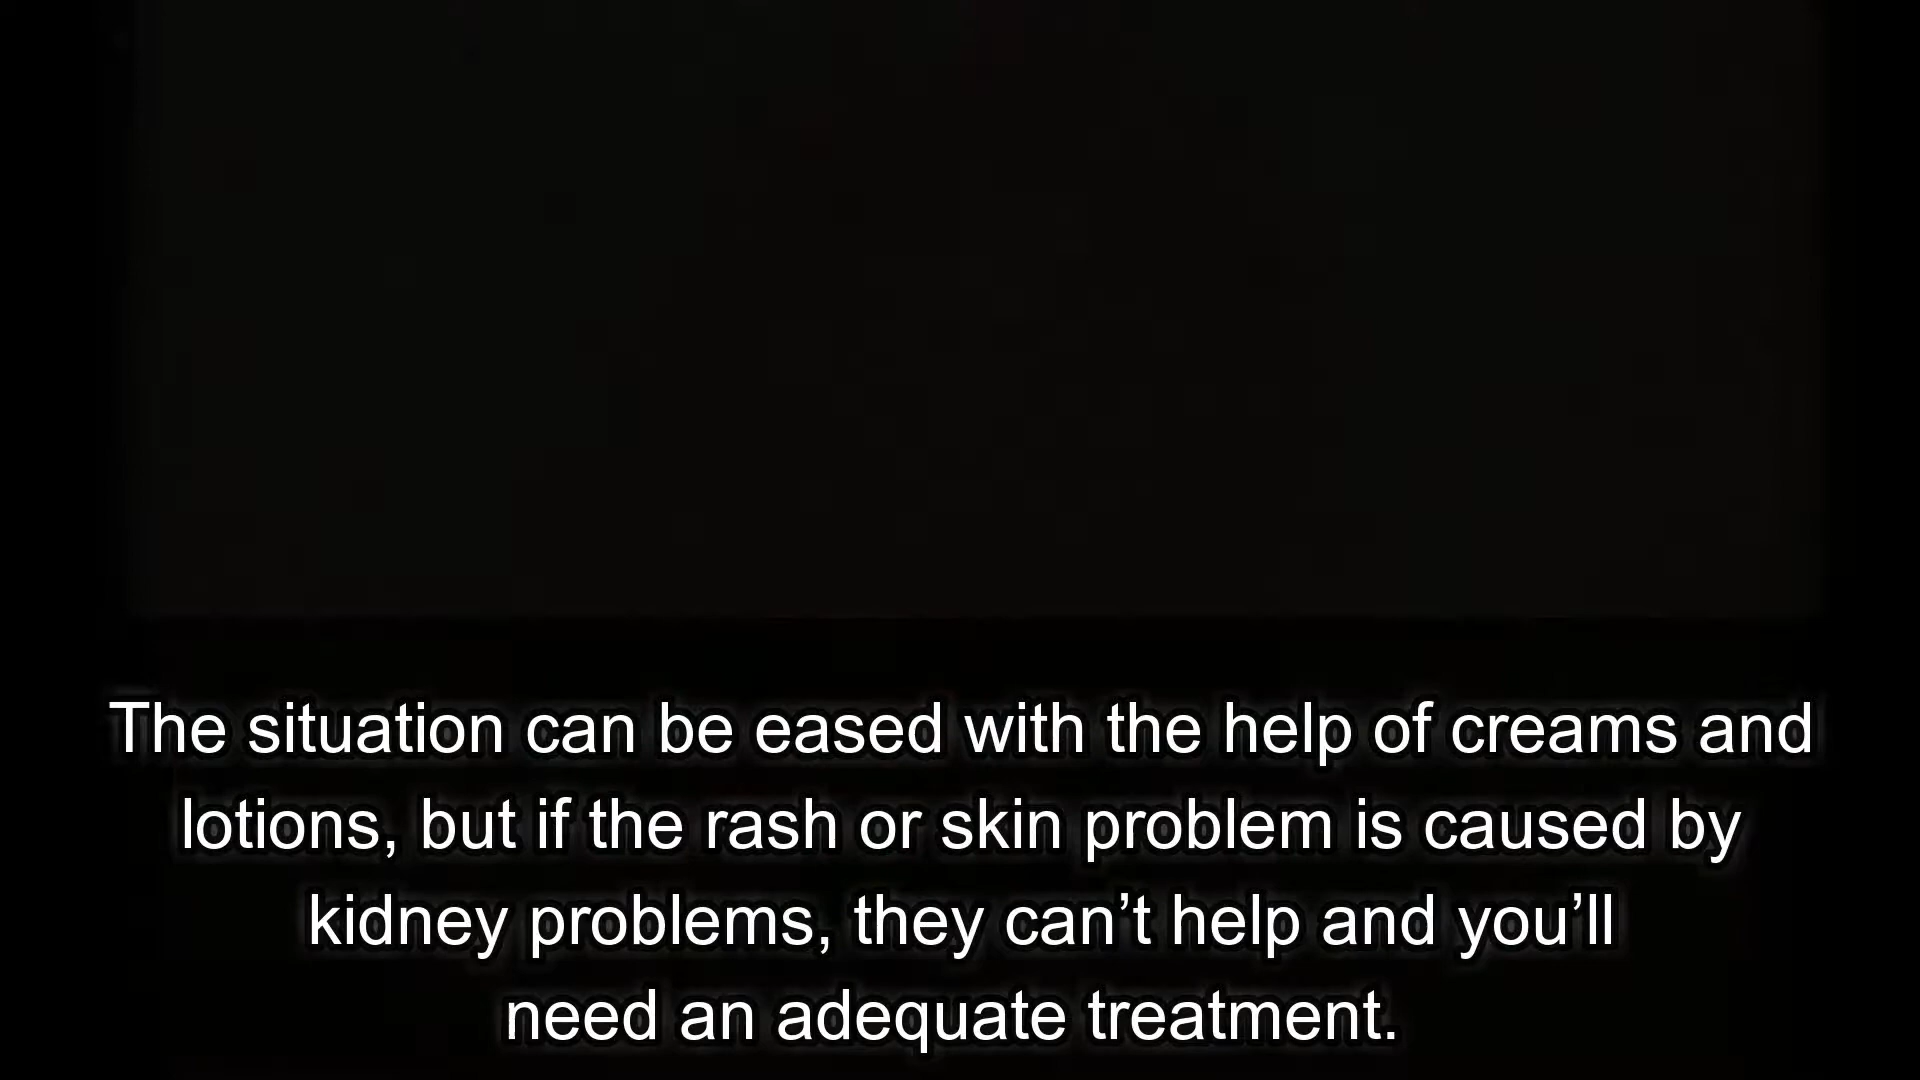 The situation can be eased with the help of creams and
lotions, but if the rash or skin problem is caused by
kidney problems, they can’t help and you’ll
need an adequate treatment.